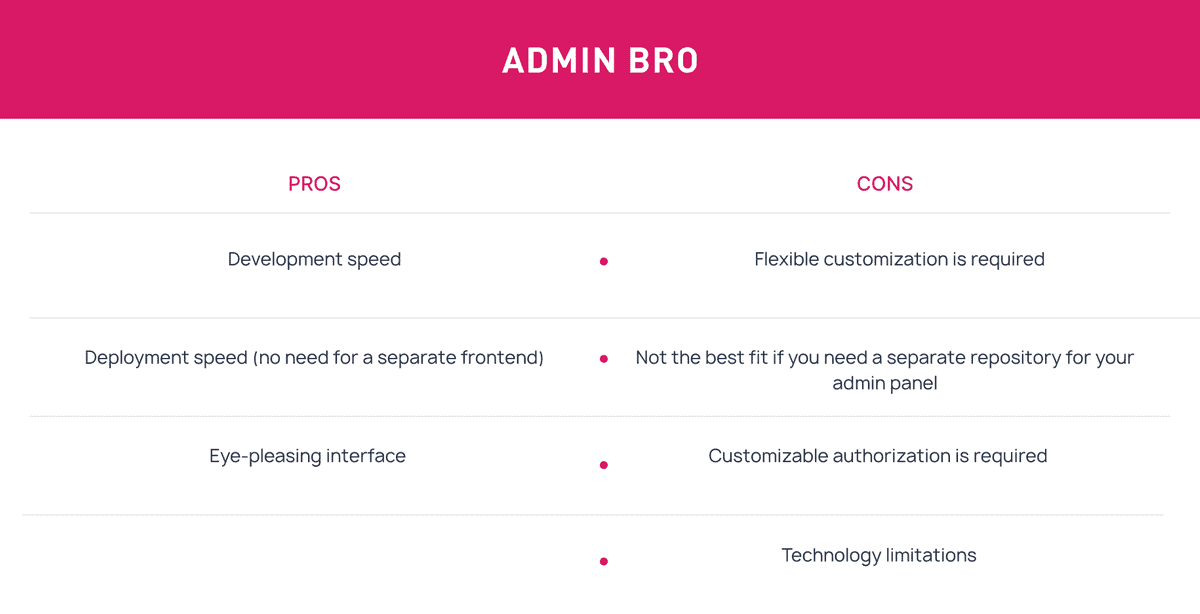 ADMIN BRO
PROS
CONS
Development speed
Flexible customization is required
Deployment speed (no need for a separate frontend)
Not the best fit if you need a separate repository for your
admin panel
Eye-pleasing interface
Customizable authorization is required
Technology limitations